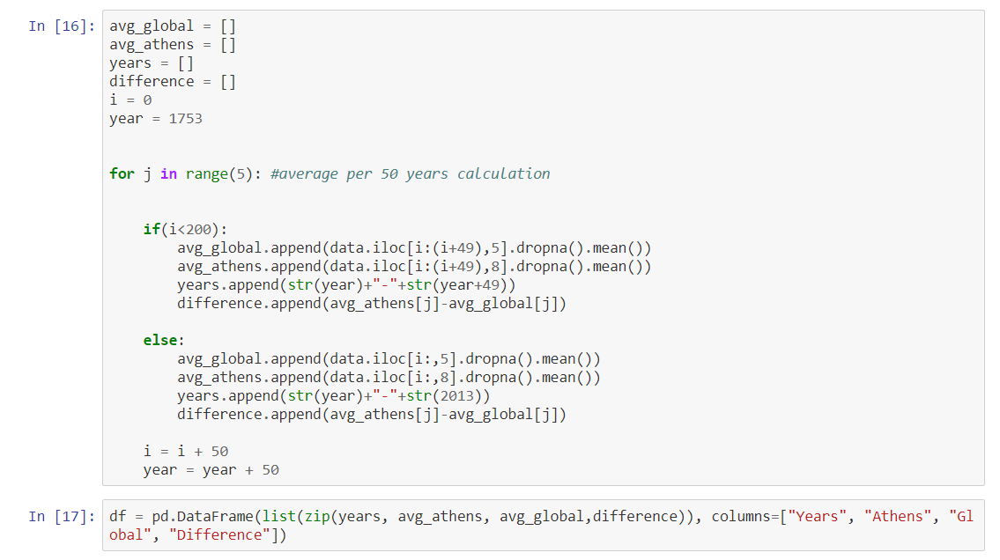 In [16]:
avg_global = []
avg_athens = []
years = []
difference = []
i = 0
year = 1753
for j in range(5): #average per 50 years calculation
    if(i<200):
        avg_global.append(data.iloc[i:(i+49),5].dropna().mean())
        avg_athens.append(data.iloc[i:(i+49),8].dropna().mean())
        years.append(str(year)+"-"+str(year+49))
        difference.append(avg_athens[j]-avg_global[j])
    else:
        avg_global.append(data.iloc[i:,5].dropna().mean())
        avg_athens.append(data.iloc[i:,8].dropna().mean())
        years.append(str(year)+"-"+str(2013))
        difference.append(avg_athens[j]-avg_global[j])
    i = i + 50
    year = year + 50
In [17]:
df = pd.DataFrame(list(zip(years, avg_athens, avg_global,difference)), columns=["Years", "Athens", "Gl
obal", "Difference"])